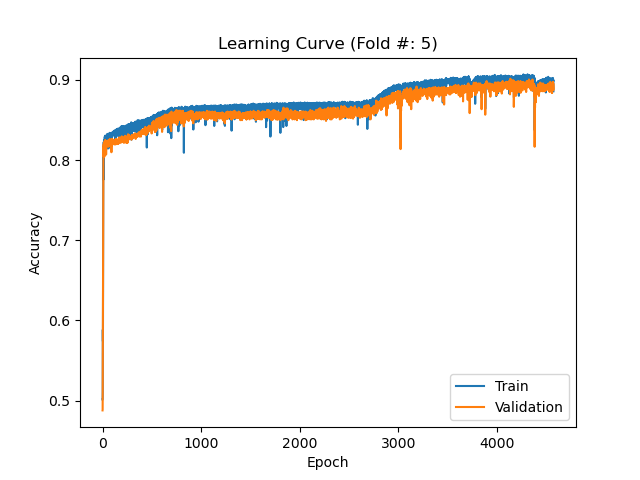 Learning Curve (Fold #: 5)
0.9
0.8
0.7
0.6
0.5
Accuracy
0
1000
2000
3000
4000
Epoch
Train
Validation